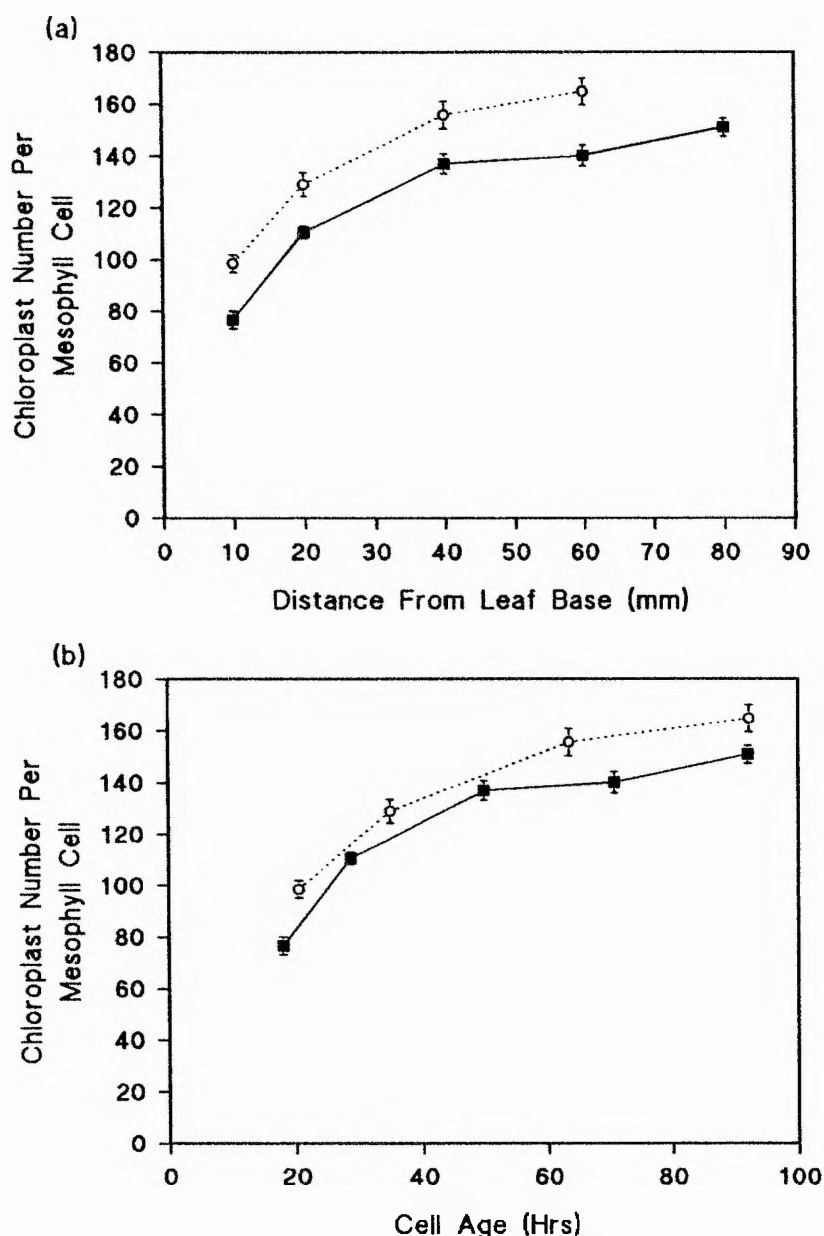 (a)
180
160
140
120
100
80
60
40
20
0
Chloroplast Number Per
Mesophyll Cell
0 10 20 30 40 50 60 70 80 90
Distance From Leaf Base (mm)
(b)
180
160
140
120
100
80
60
40
20
0
Chloroplast Number Per
Mesophyll Cell
0 20 40 60 80 100
Cell Age (Hrs)